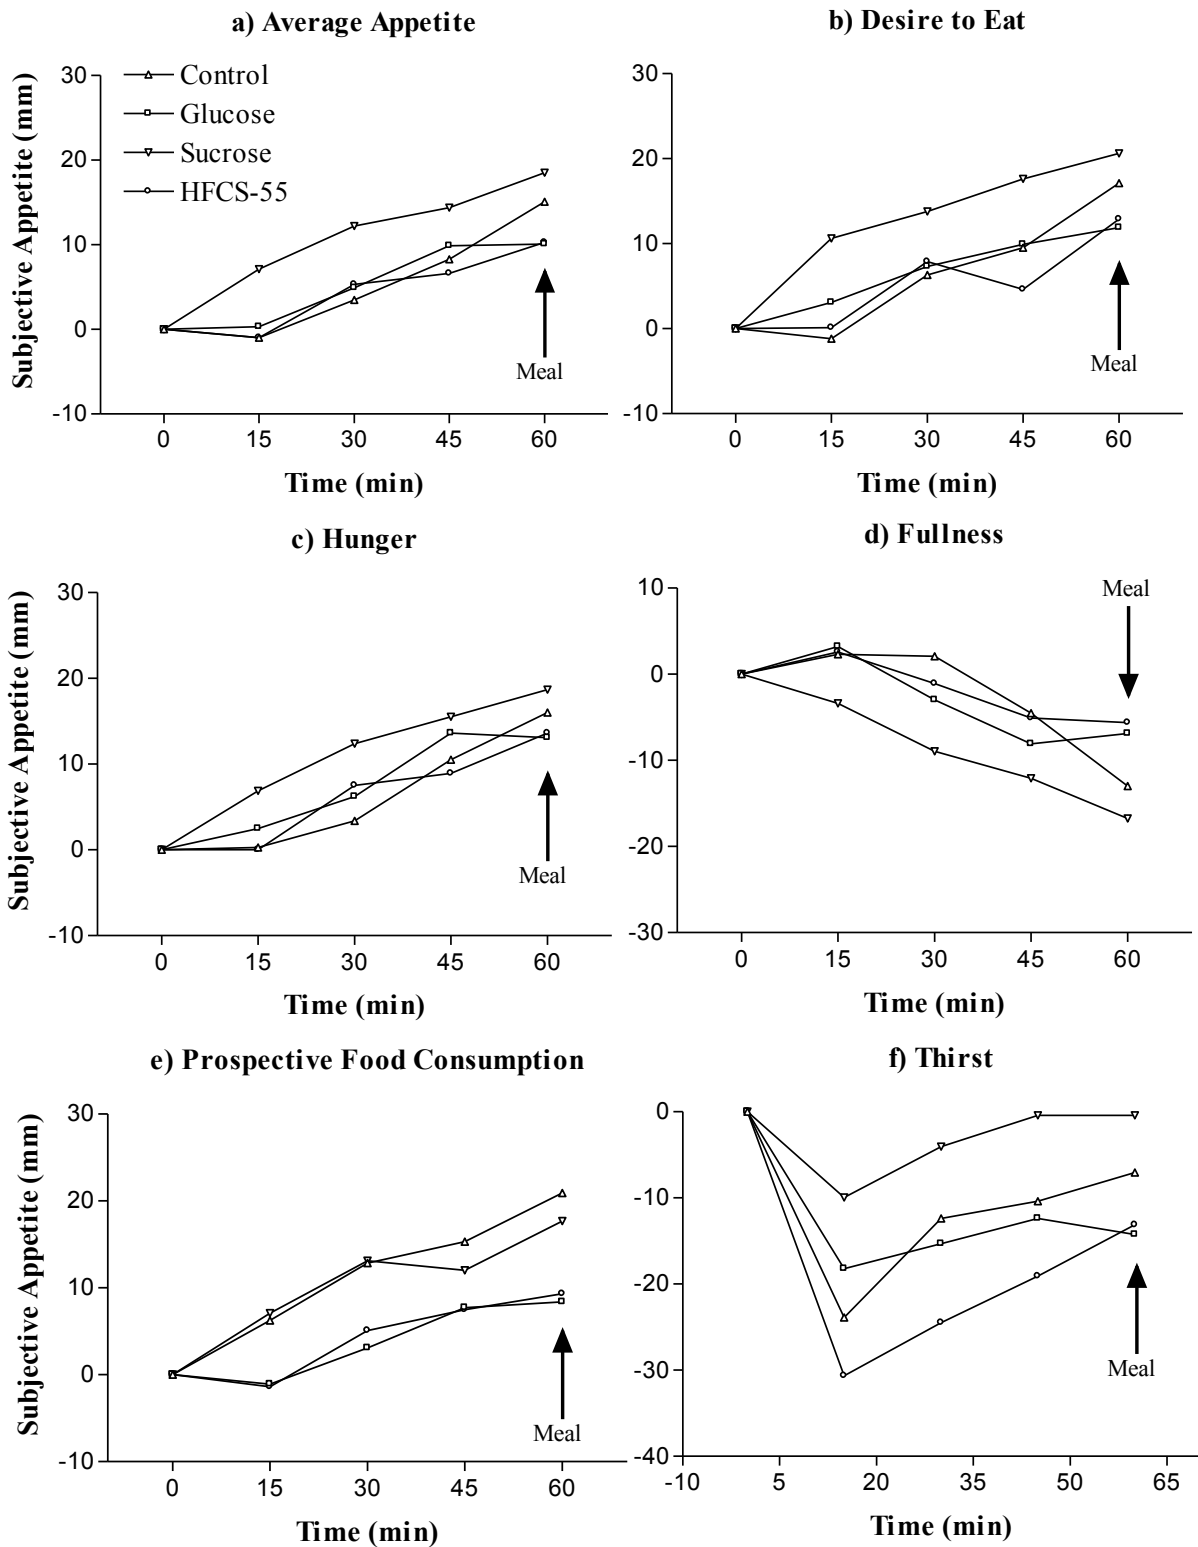 a) Average Appetite
30
20
10
0
-10
Subjective Appetite (mm)
Control
Glucose
Sucrose
HFCS-55
Meal
0 15 30 45 60
Time (min)
b) Desire to Eat
30
20
10
0
-10
Meal
0 15 30 45 60
Time (min)
c) Hunger
30
20
10
0
-10
Subjective Appetite (mm)
Meal
0 15 30 45 60
Time (min)
d) Fullness
10
0
-10
-20
-30
Meal
0 15 30 45 60
Time (min)
e) Prospective Food Consumption
30
20
10
0
-10
Subjective Appetite (mm)
Meal
0 15 30 45 60
Time (min)
f) Thirst
0
-10
-20
-30
-40
Meal
-10 5 20 35 50 65
Time (min)